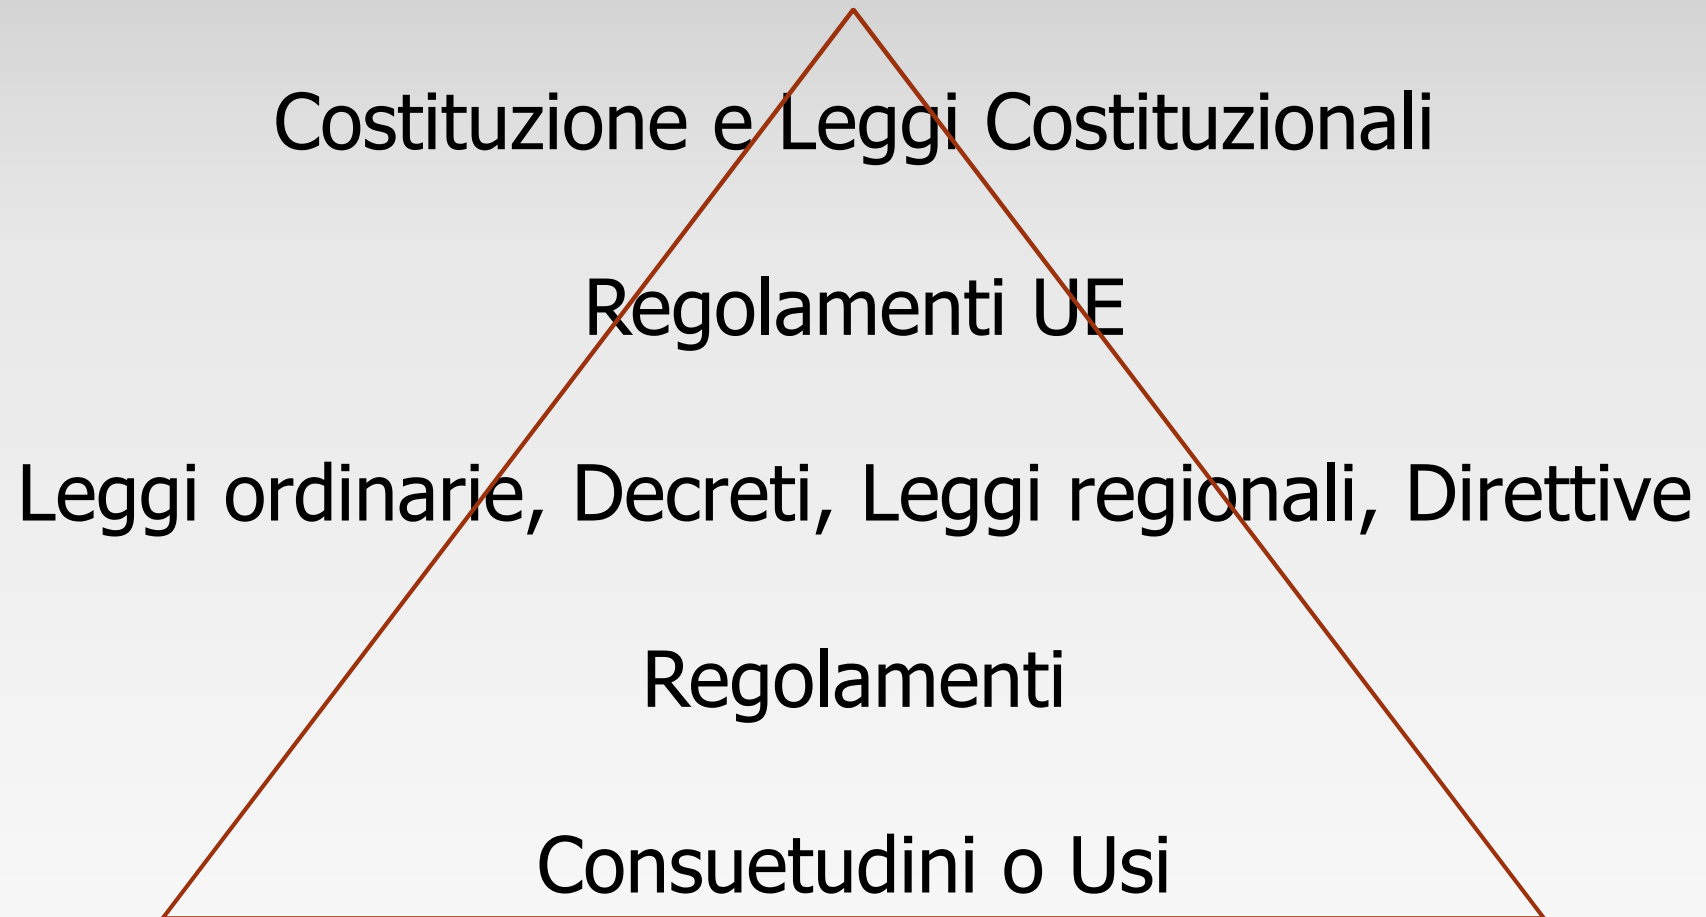 Costituzione e Leggi Costituzionali
Regolamenti UE
Leggi ordinarie, Decreti, Leggi regionali, Direttive
Regolamenti
Consuetudini o Usi